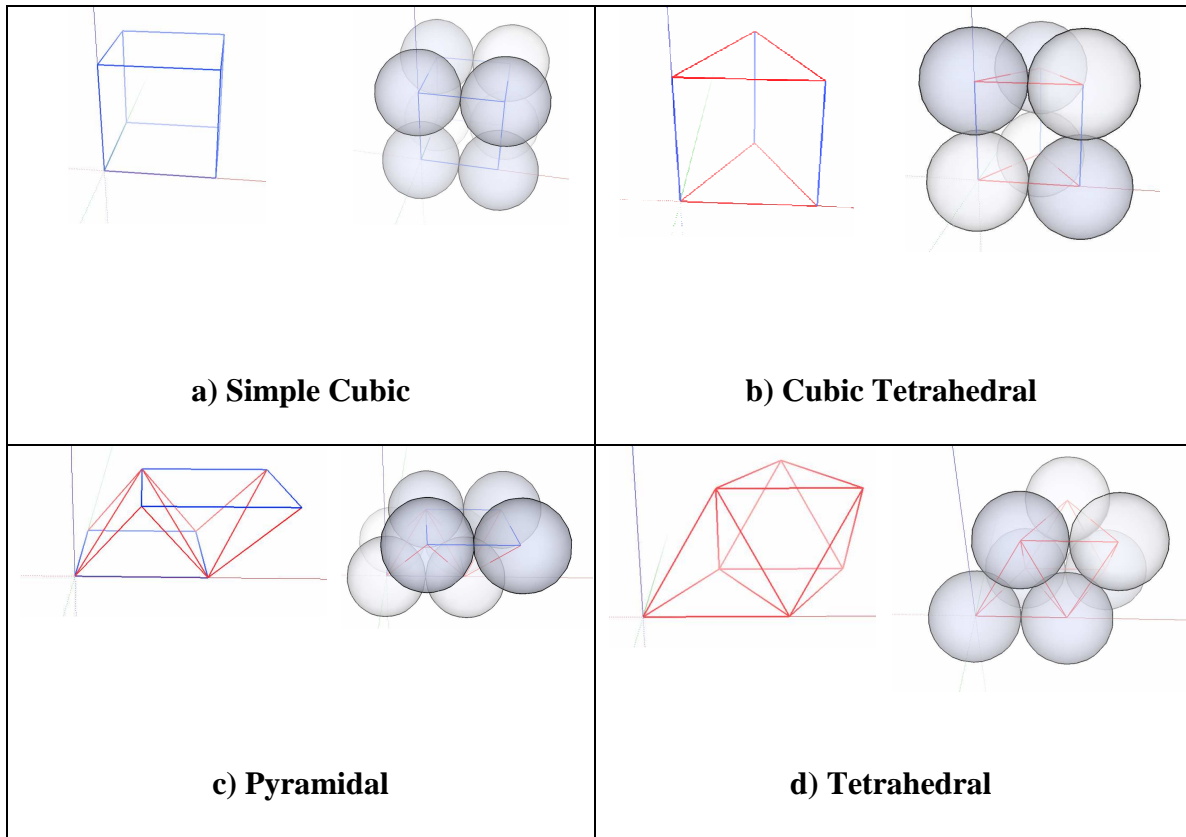 a) Simple Cubic
b) Cubic Tetrahedral
c) Pyramidal
d) Tetrahedral